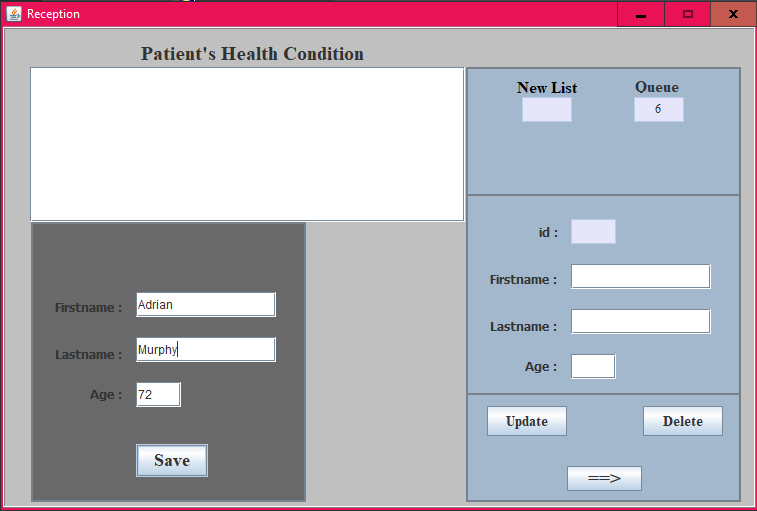 Reception
Patient's Health Condition
New List
Queue
6
id :
Firstname :
Lastname :
Age :
Firstname : Adrian
Lastname : Murphy
Age : 72
Save
Update
Delete
==>